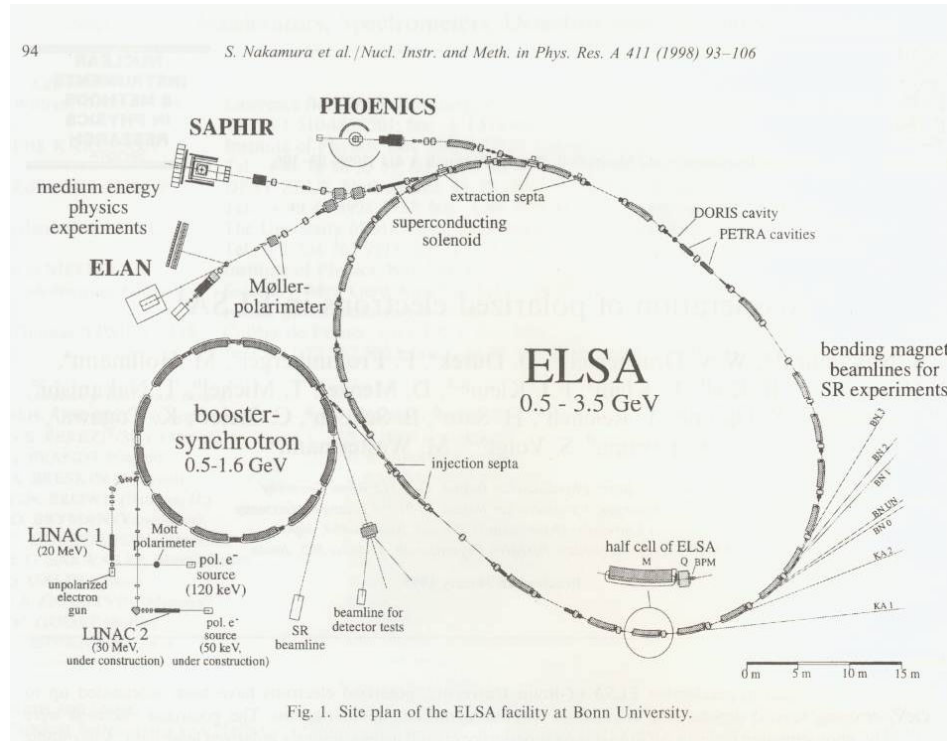 94
S. Nakamura et al./Nucl. Instr. and Meth. in Phys. Res. A 411 (1998) 93–106
PHOENICS
SAPHIR
medium energy
physics
experiments
extraction septa
superconducting
solenoid
DORIS cavity
PETRA cavities
ELAN
Møller-
polarimeter
ELSA
0.5 - 3.5 GeV
bending magnet
beamlines for
SR experiments
booster-
synchrotron
0.5-1.6 GeV
injection septa
BN 3
BN 2
BN 1
BN UN
BN 0
KA 2
KA 1
LINAC 1
(20 MeV)
Mott
polarimeter
pol. e⁻
source
(120 keV)
unpolarized
electron
gun
LINAC 2
(30 MeV,
under construction)
pol. e⁻
source
(50 keV,
under construction)
SR
beamline
beamline for
detector tests
half cell of ELSA
M
Q
BPM
0 m
5m
10 m
15 m
Fig. 1. Site plan of the ELSA facility at Bonn University.